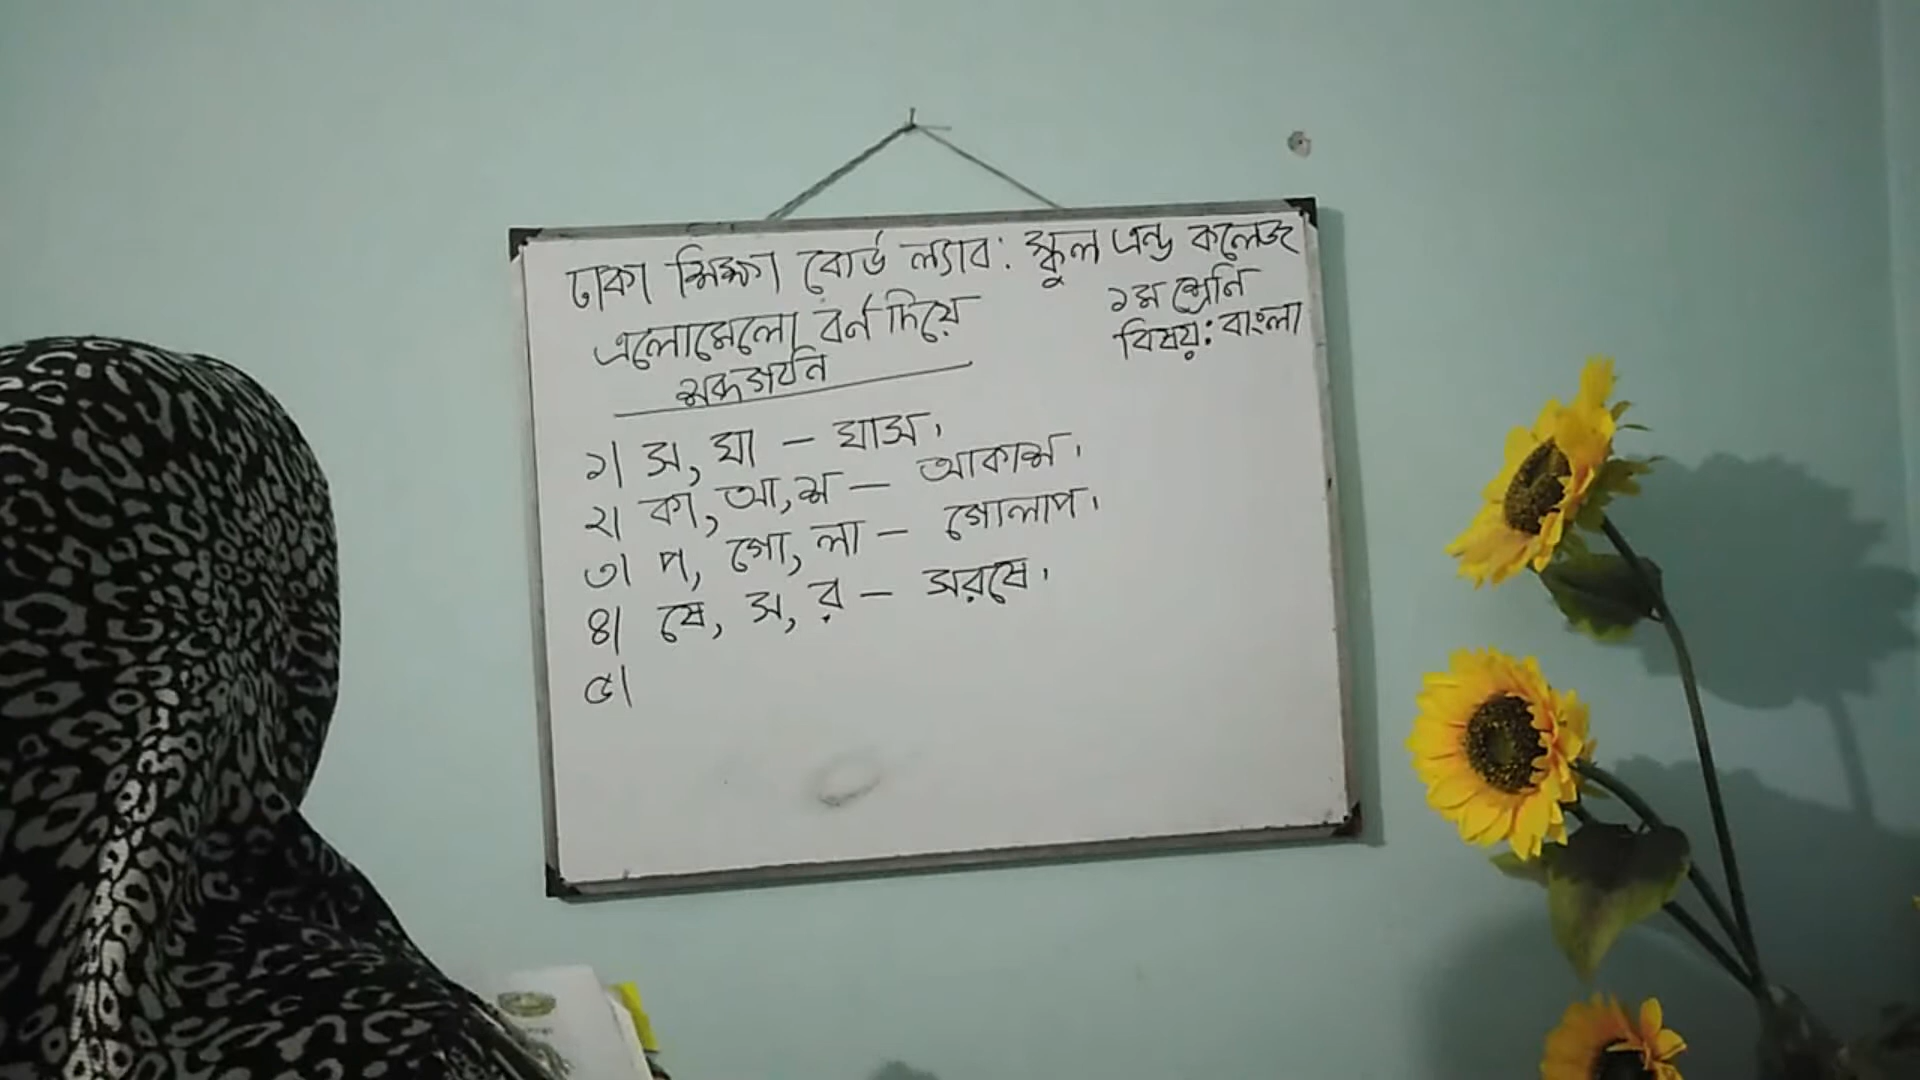 ঢাকা শিক্ষা বোর্ড ল্যাব: স্কুল এন্ড কলেজ
১ম শ্রেনি
বিষয়: বাংলা
এলোমেলো বর্ন দিয়ে
শব্দগঠন
১। স, ঘা – ঘাস।
২। কা, আ, শ – আকাশ।
৩। প, গো, লা – গোলাপ।
৪। ষে, স, র – সরষে।
৫।